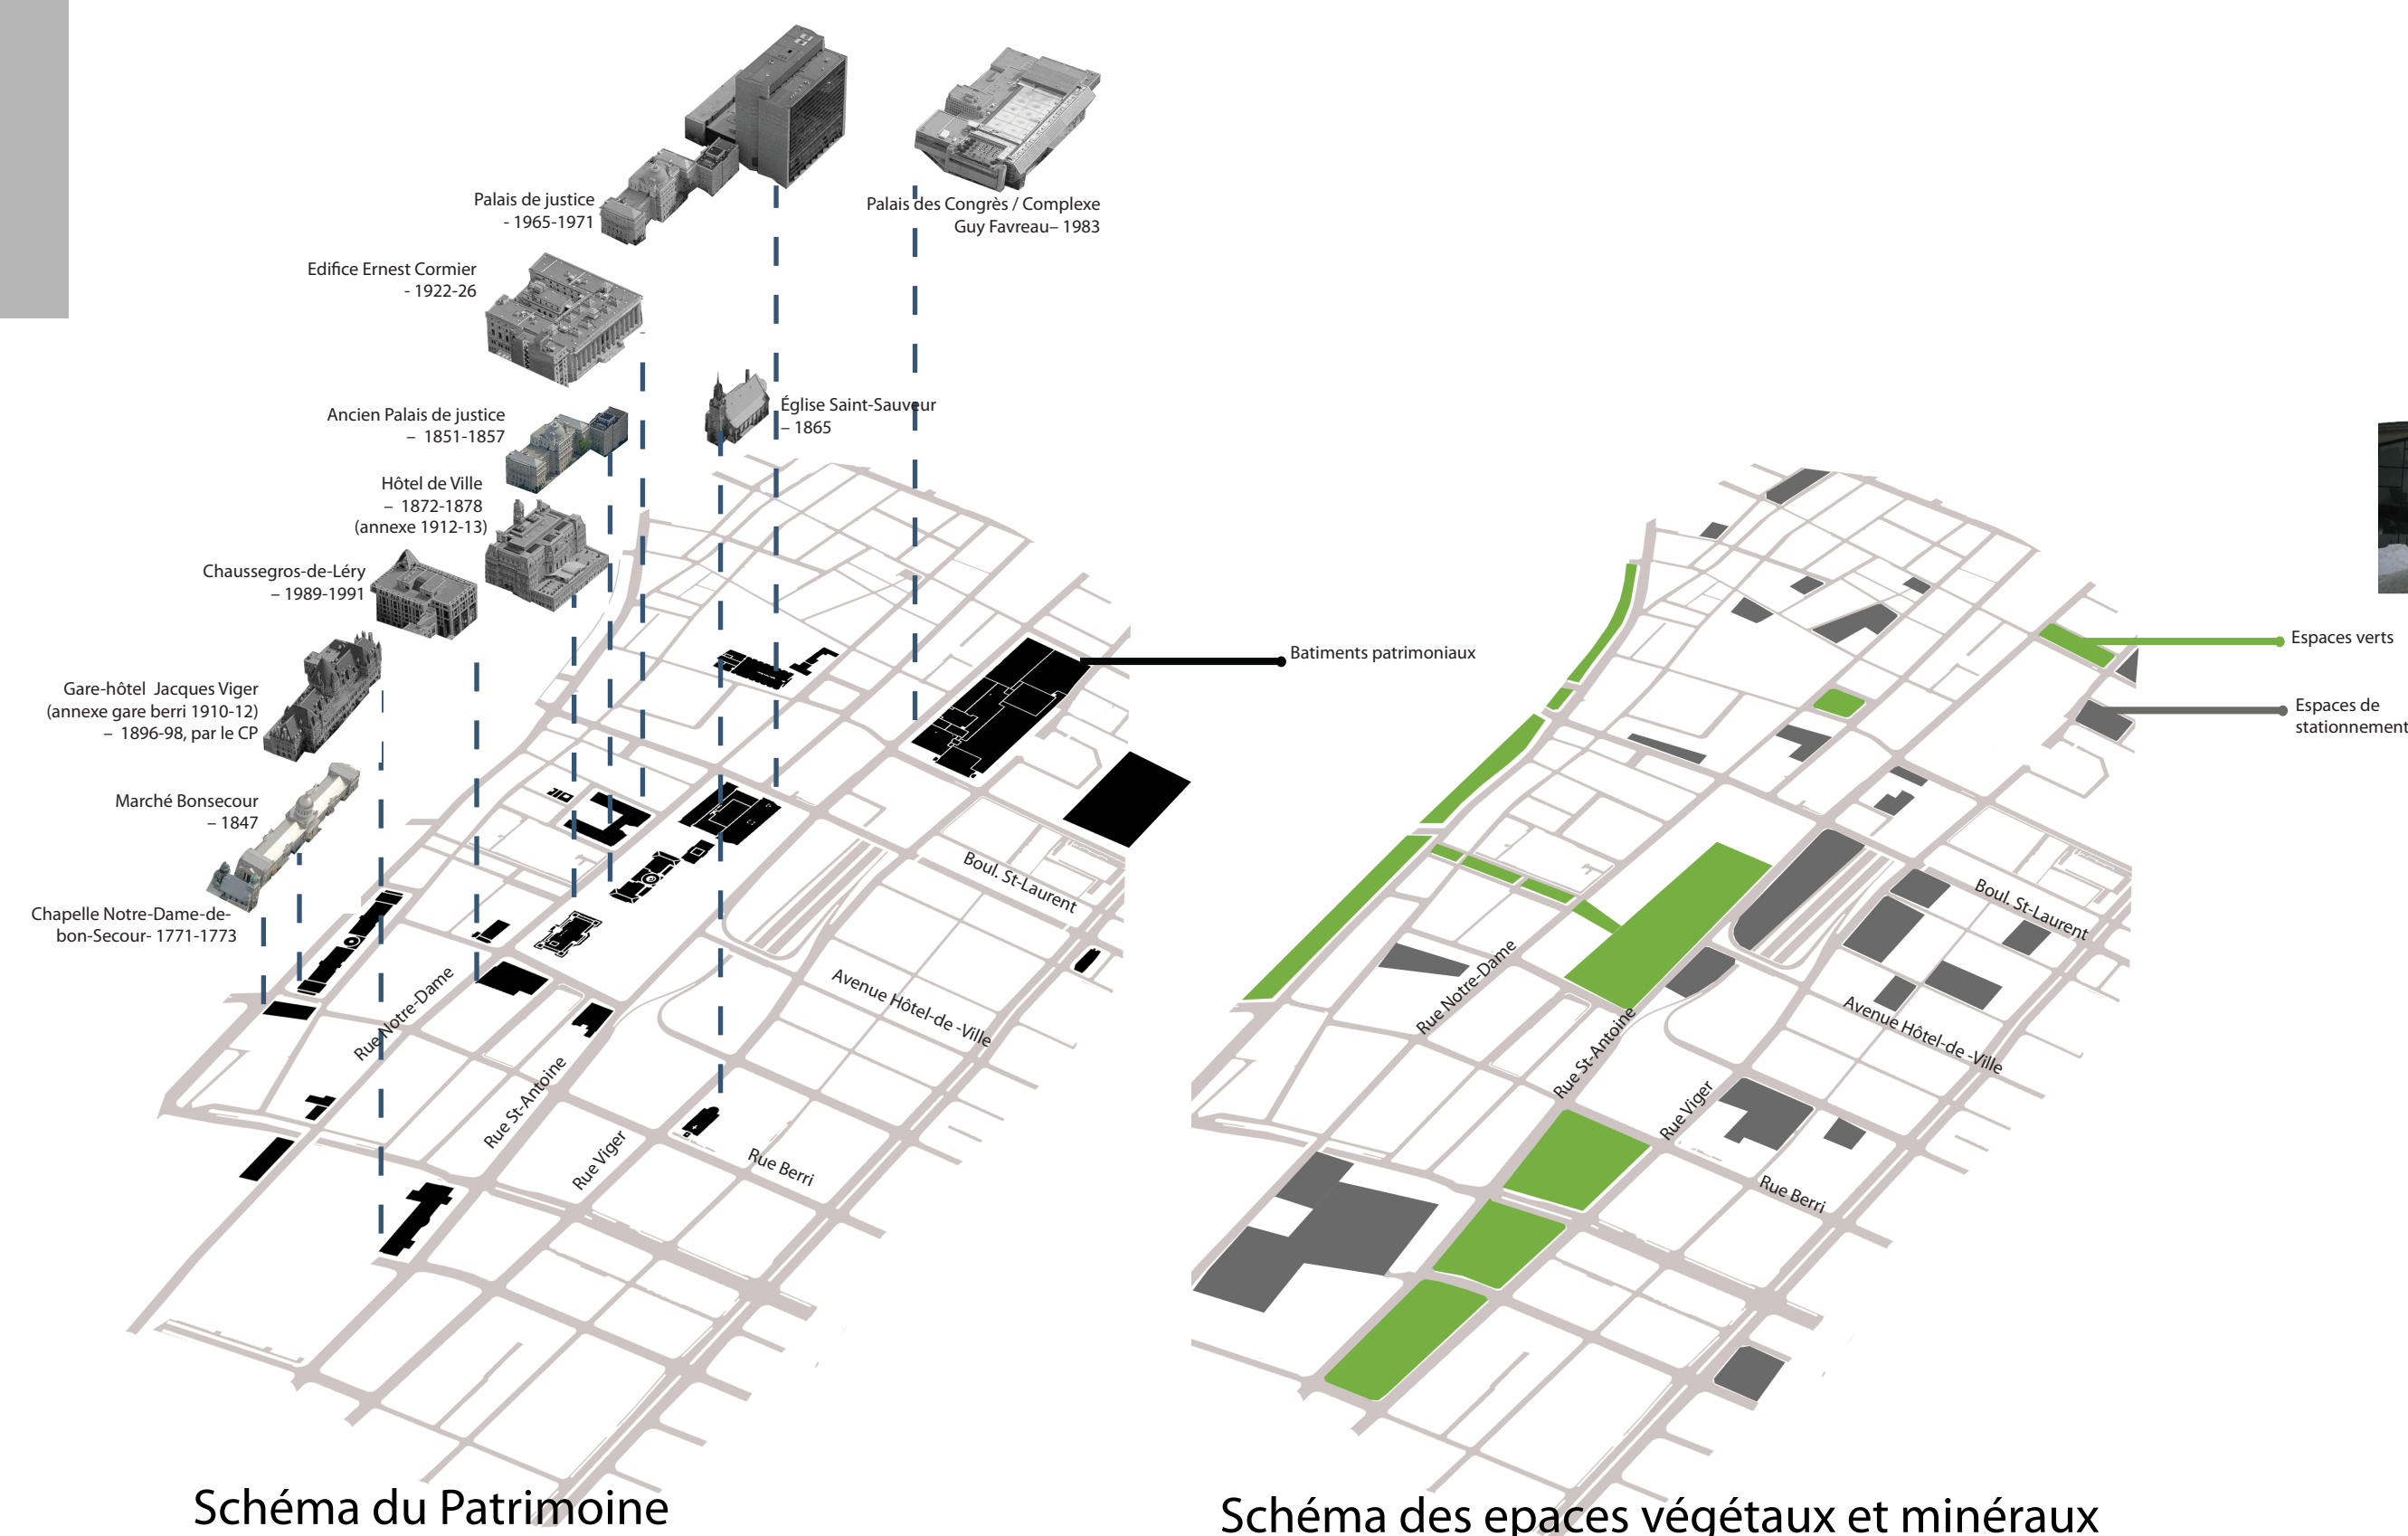 Palais de justice
- 1965-1971
Palais des Congrès / Complexe
Guy Favreau– 1983
Edifice Ernest Cormier
- 1922-26
Ancien Palais de justice
– 1851-1857
Église Saint-Sauveur
– 1865
Hôtel de Ville
– 1872-1878
(annexe 1912-13)
Chaussegros-de-Léry
– 1989-1991
Gare-hôtel Jacques Viger
(annexe gare berri 1910-12)
– 1896-98, par le CP
Marché Bonsecour
– 1847
Chapelle Notre-Dame-de-
bon-Secour- 1771-1773
Batiments patrimoniaux
Boul. St-Laurent
Avenue Hôtel-de -Ville
Rue Notre-Dame
Rue St-Antoine
Rue Viger
Rue Berri
Schéma du Patrimoine
Espaces verts
Espaces de
stationnement
Boul. St-Laurent
Avenue Hôtel-de -Ville
Rue Notre-Dame
Rue St-Antoine
Rue Viger
Rue Berri
Schéma des epaces végétaux et minéraux